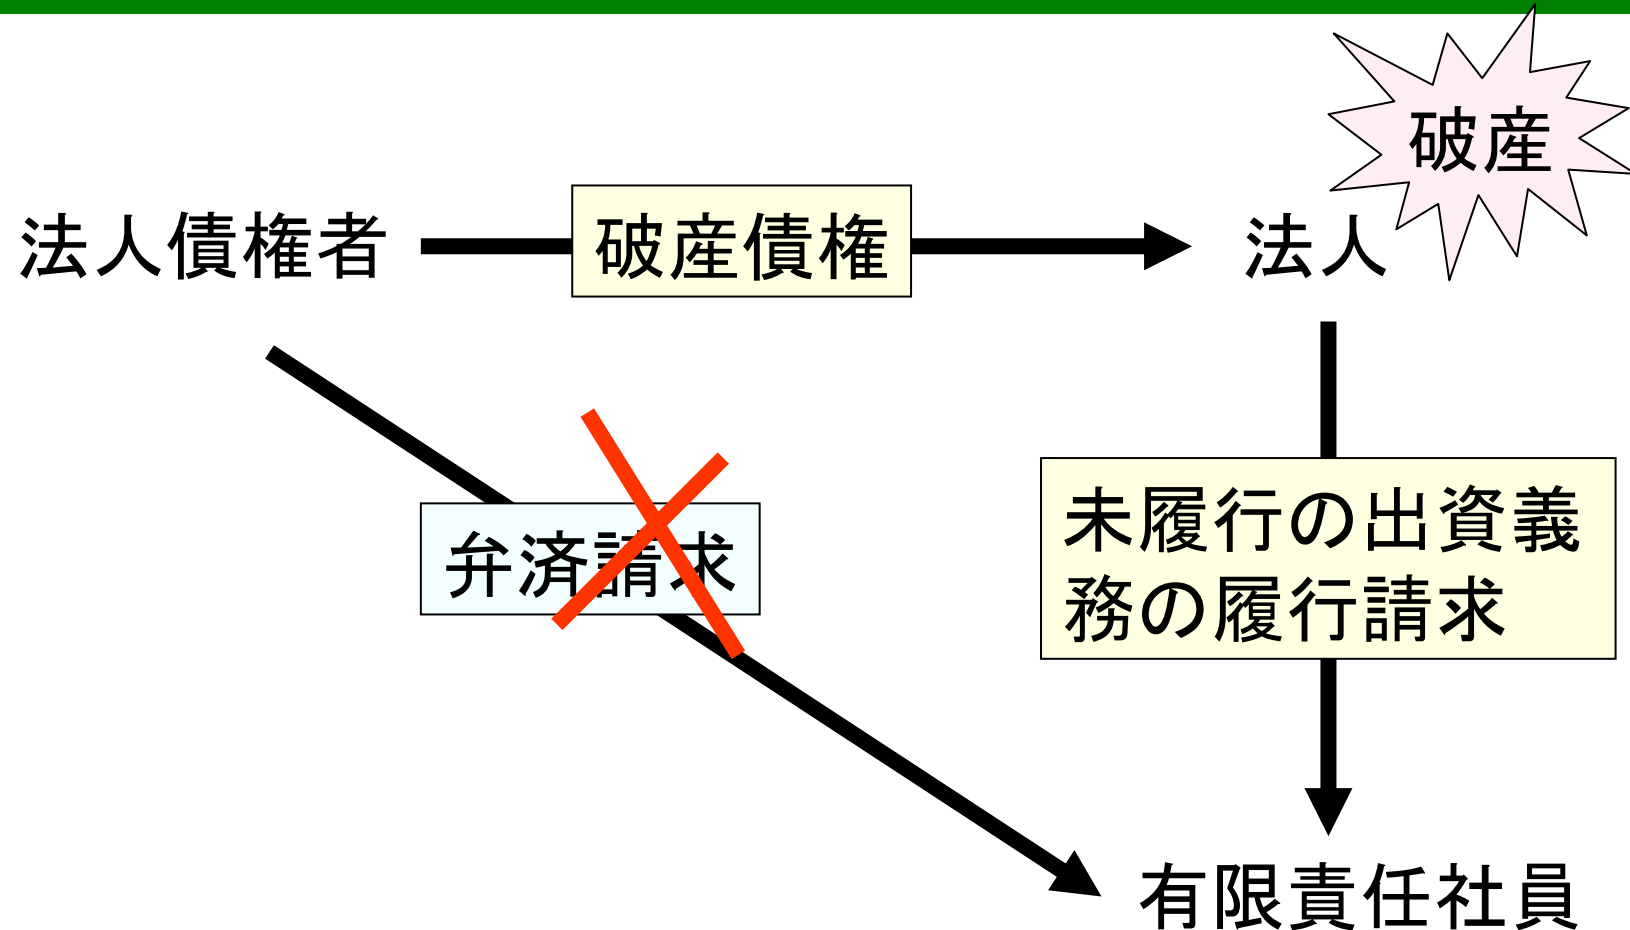 破産
法人債権者
破産債権
法人
未履行の出資義
務の履行請求
弁済請求
有限責任社員